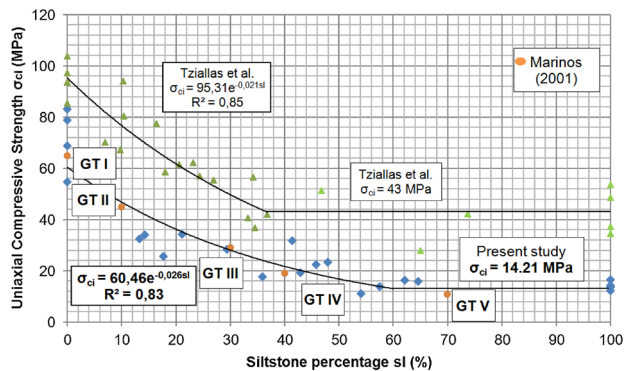 Uniaxial Compressive Strength σci (MPa)
120
100
80
60
40
20
0
Tziallas et al.
σci = 95,31e-0,021sl
R² = 0,85
Marinos
(2001)
GT I
GT II
Tziallas et al.
σci = 43 MPa
σci = 60,46e-0,026sl
R² = 0,83
GT III
GT IV
GT V
Present study
σci = 14.21 MPa
0 10 20 30 40 50 60 70 80 90 100
Siltstone percentage sl (%)